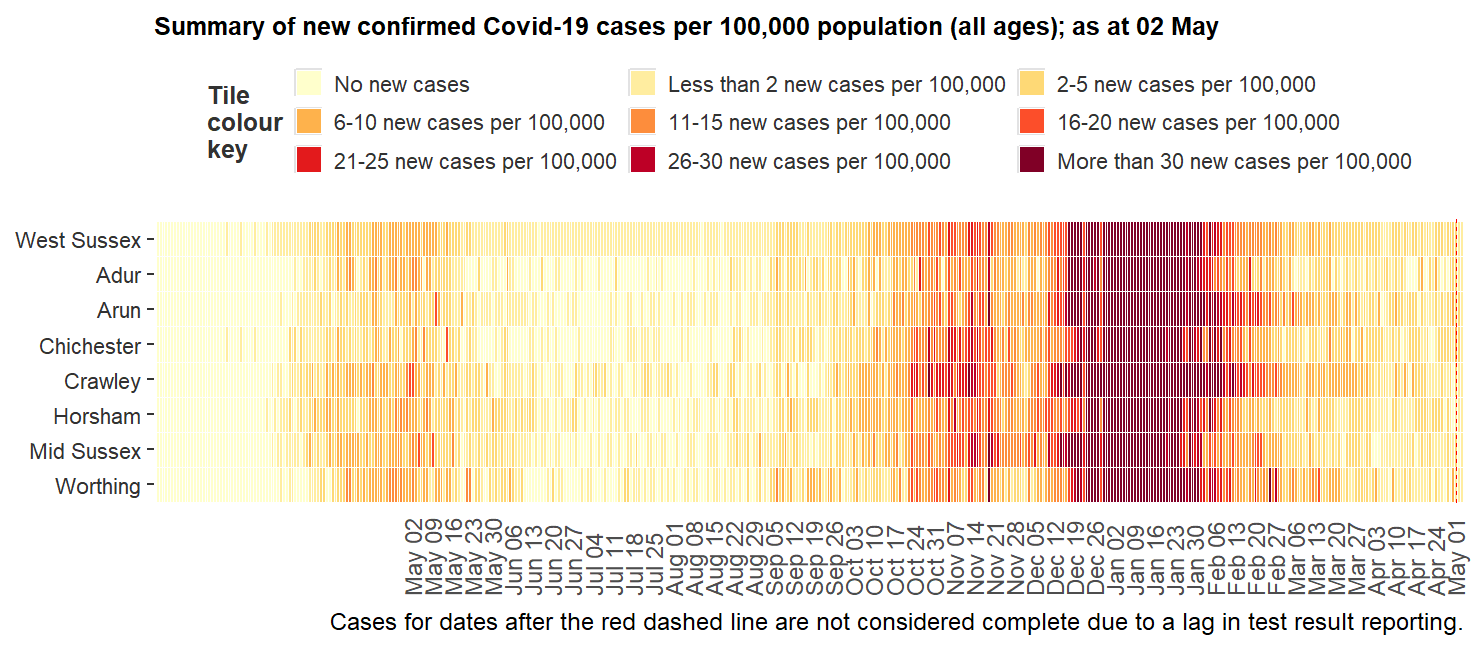 Summary of new confirmed Covid-19 cases per 100,000 population (all ages); as at 02 May
Tile
colour
key
No new cases
Less than 2 new cases per 100,000
2-5 new cases per 100,000
6-10 new cases per 100,000
11-15 new cases per 100,000
16-20 new cases per 100,000
21-25 new cases per 100,000
26-30 new cases per 100,000
More than 30 new cases per 100,000
West Sussex
Adur
Arun
Chichester
Crawley
Horsham
Mid Sussex
Worthing
May 02
May 09
May 16
May 23
May 30
Jun 06
Jun 13
Jun 20
Jun 27
Jul 04
Jul 11
Jul 18
Jul 25
Aug 01
Aug 08
Aug 15
Aug 22
Aug 29
Sep 05
Sep 12
Sep 19
Sep 26
Oct 03
Oct 10
Oct 17
Oct 24
Oct 31
Nov 07
Nov 14
Nov 21
Nov 28
Dec 05
Dec 12
Dec 19
Dec 26
Jan 02
Jan 09
Jan 16
Jan 23
Jan 30
Feb 06
Feb 13
Feb 20
Feb 27
Mar 06
Mar 13
Mar 20
Mar 27
Apr 03
Apr 10
Apr 17
Apr 24
May 01
Cases for dates after the red dashed line are not considered complete due to a lag in test result reporting.